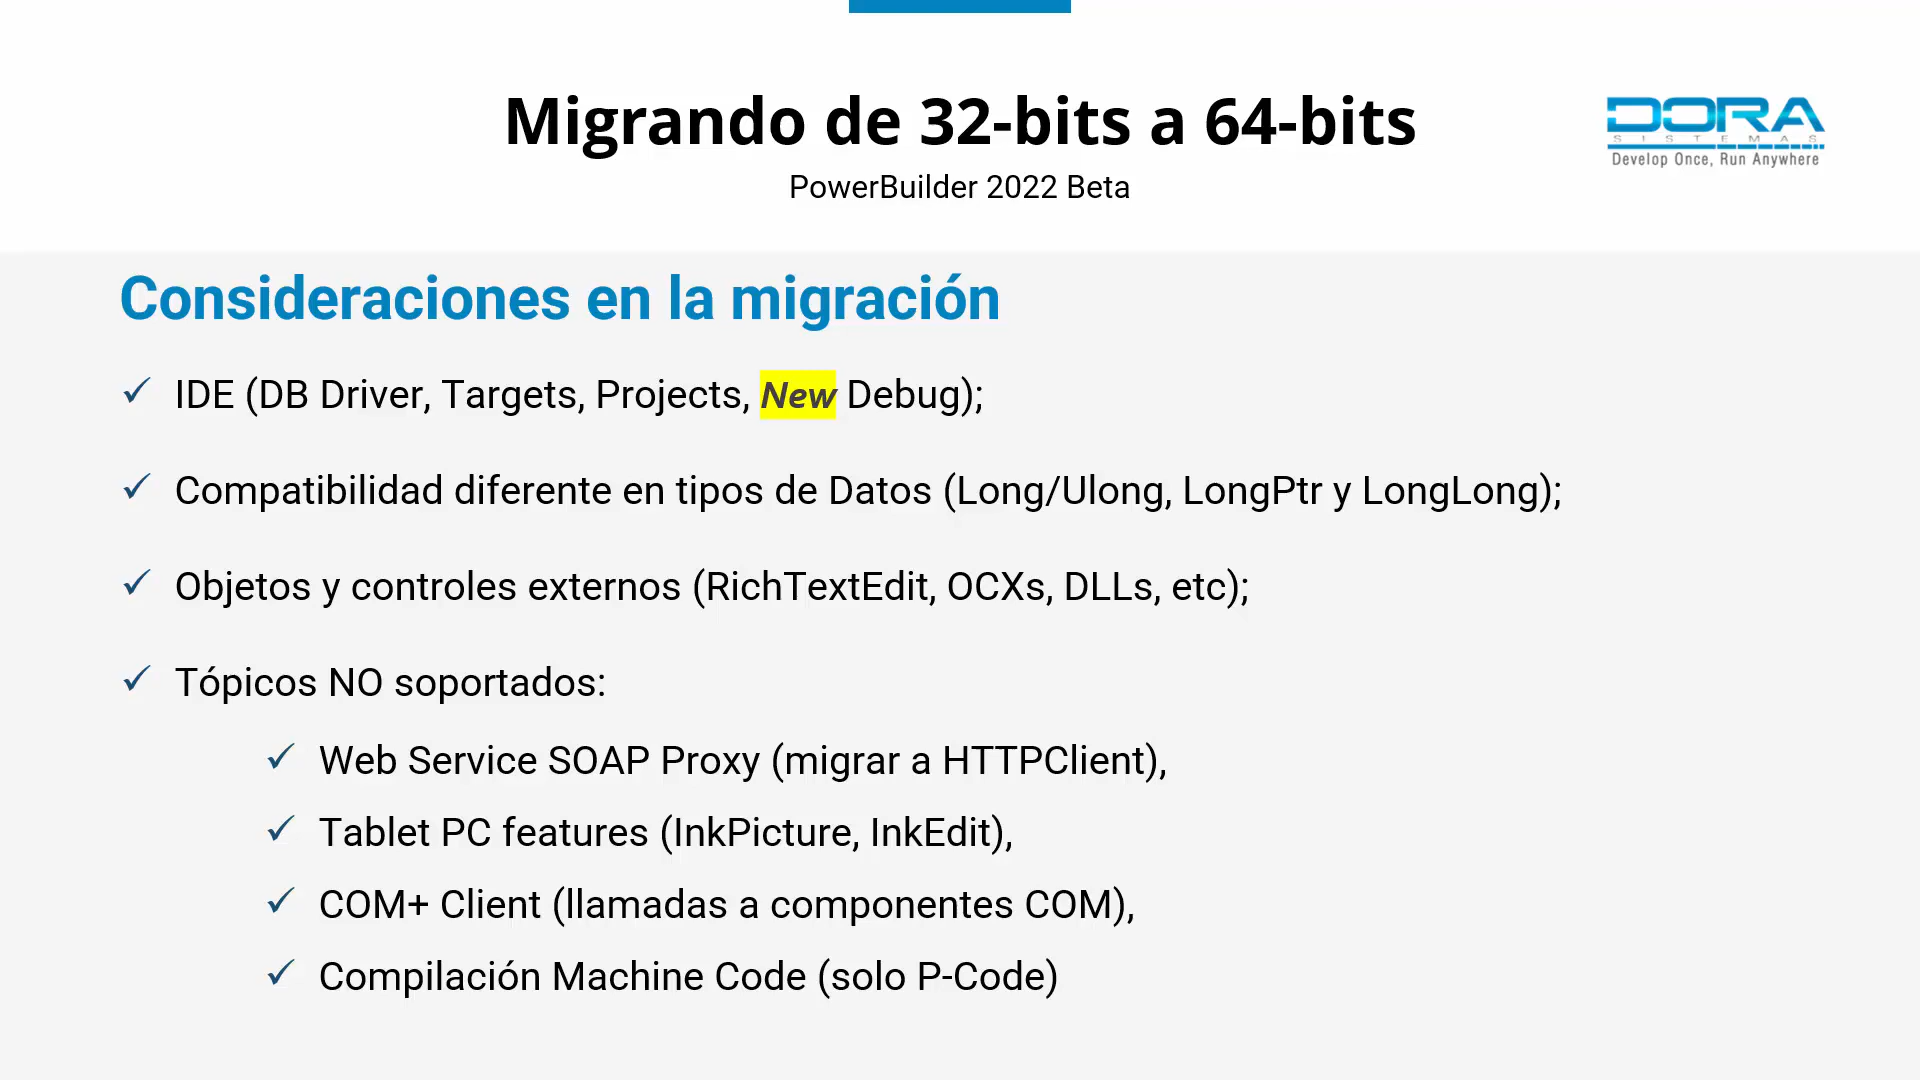 Migrando de 32-bits a 64-bits
PowerBuilder 2022 Beta
DORA
SISTEMAS
Develop Once, Run Anywhere
Consideraciones en la migración
IDE (DB Driver, Targets, Projects, New Debug);
Compatibilidad diferente en tipos de Datos (Long/Ulong, LongPtr y LongLong);
Objetos y controles externos (RichTextEdit, OCXs, DLLs, etc);
Tópicos NO soportados:
Web Service SOAP Proxy (migrar a HTTPClient),
Tablet PC features (InkPicture, InkEdit),
COM+ Client (llamadas a componentes COM),
Compilación Machine Code (solo P-Code)